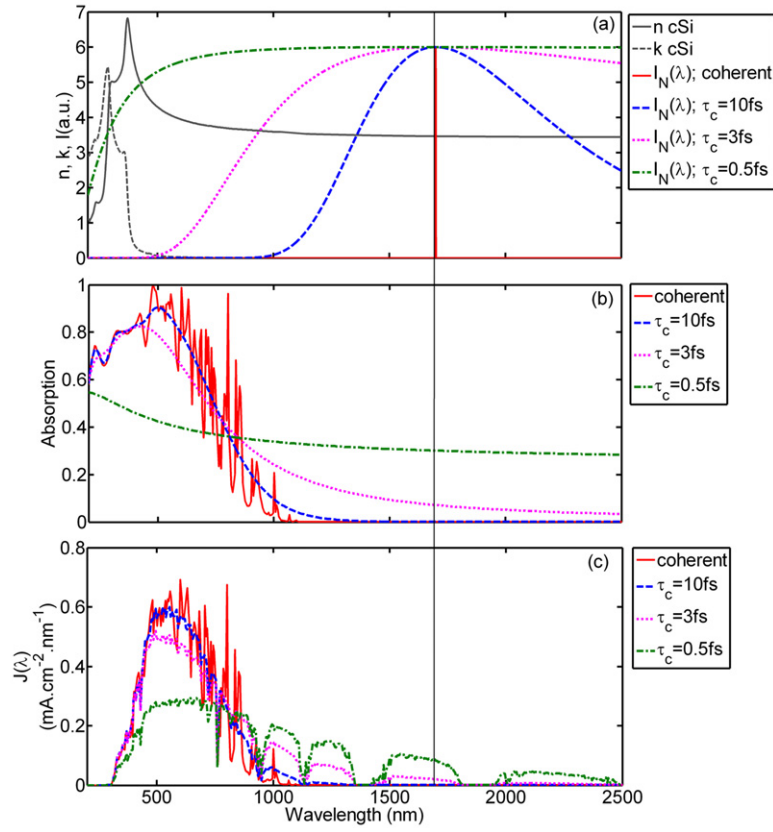 (a)
7
6
5
4
3
2
1
0
n, k, I(a.u.)
n cSi
k cSi
I_N(λ); coherent
I_N(λ); τ_c=10fs
I_N(λ); τ_c=3fs
I_N(λ); τ_c=0.5fs
(b)
1
0.8
0.6
0.4
0.2
0
Absorption
coherent
τ_c=10fs
τ_c=3fs
τ_c=0.5fs
(c)
0.8
0.6
0.4
0.2
0
J(λ)
(mA.cm⁻².nm⁻¹)
coherent
τ_c=10fs
τ_c=3fs
τ_c=0.5fs
500 1000 1500 2000 2500
Wavelength (nm)